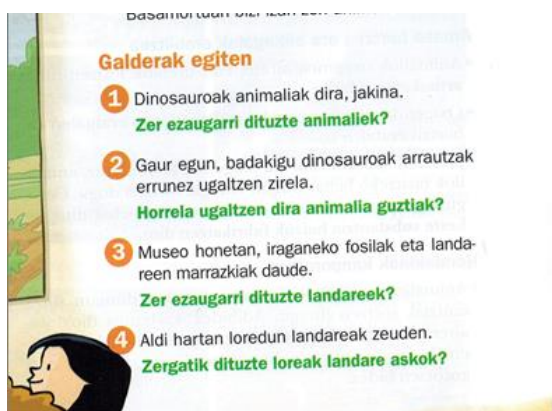 Galderak egiten
1 Dinosauroak animaliak dira, jakina.
Zer ezaugarri dituzte animaliek?
2 Gaur egun, badakigu dinosauroak arrautzak
errunez ugaltzen zirela.
Horrela ugaltzen dira animalia guztiak?
3 Museo honetan, iraganeko fosilak eta landa-
reen marrazkiak daude.
Zer ezaugarri dituzte landareek?
4 Aldi hartan loredun landareak zeuden.
Zergatik dituzte loreak landare askok?